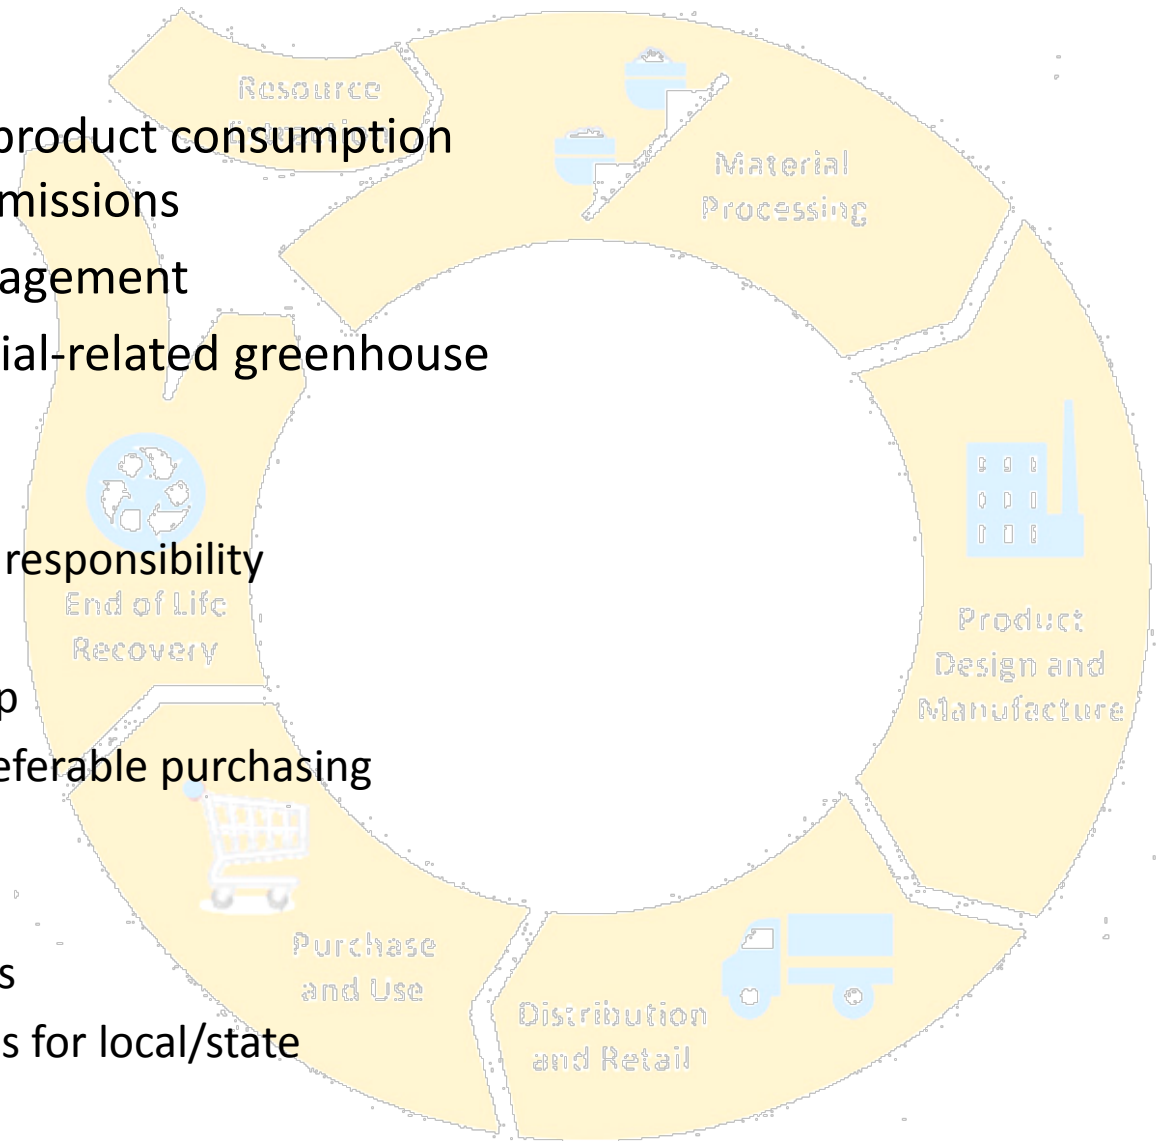 Resource
Extraction
product consumption
missions
agement
ial-related greenhouse
Material
Processing
responsibility
End of Life
Recovery
p
eferable purchasing
Product
Design and
Manufacture
s
s for local/state
Purchase
and Use
Distribution
and Retail